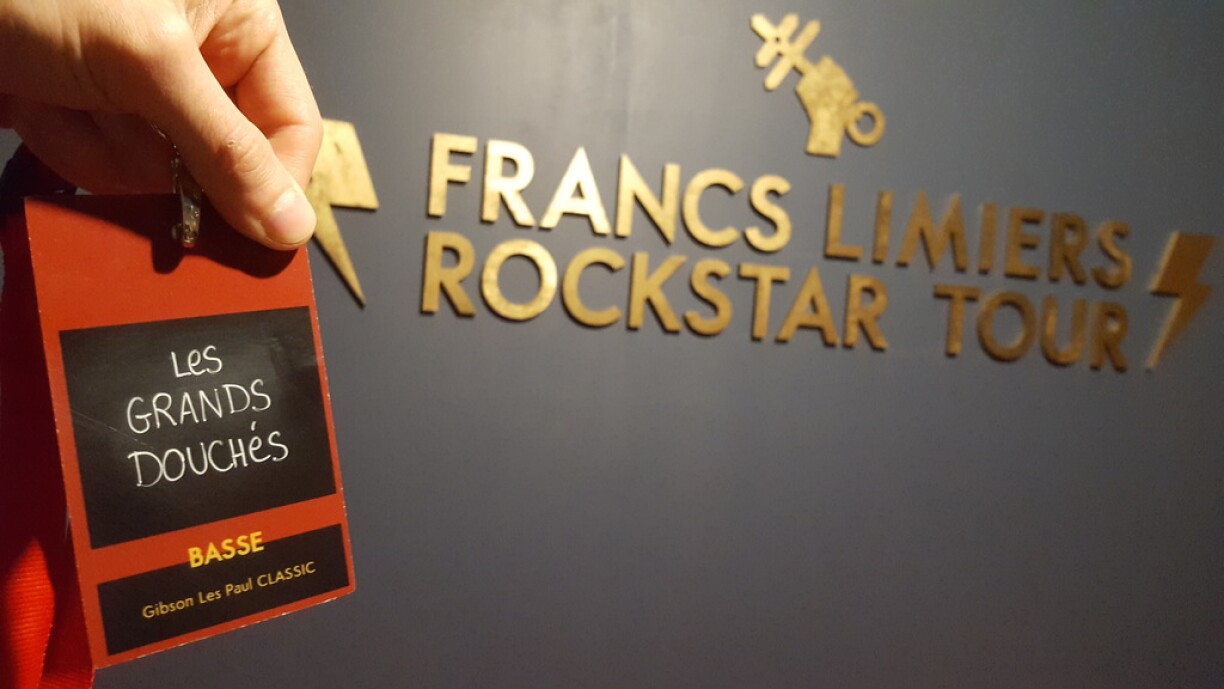 FRANCS LIMIERS
ROCKSTAR TOUR
Les
GRANDS
DOUCHéS
BASSE
Gibson Les Paul CLASSIC